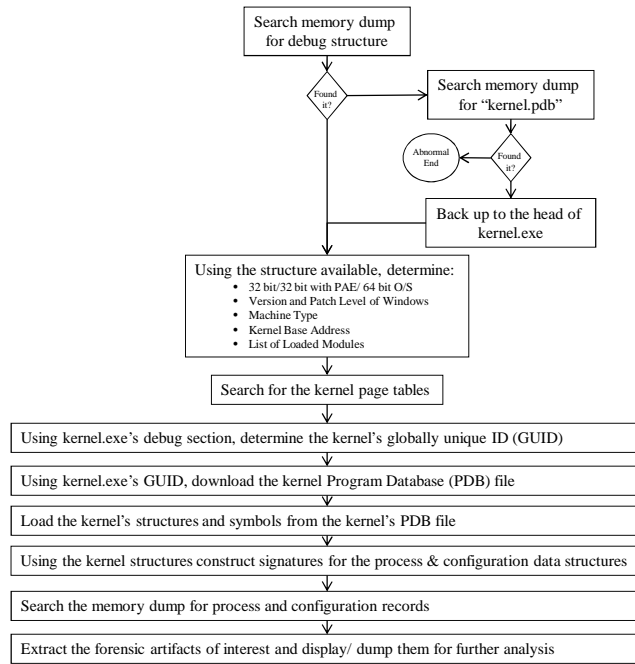 Search memory dump
for debug structure
Found
it?
Search memory dump
for “kernel.pdb”
Abnormal
End
Found
it?
Back up to the head of
kernel.exe
Using the structure available, determine:
• 32 bit/32 bit with PAE/ 64 bit O/S
• Version and Patch Level of Windows
• Machine Type
• Kernel Base Address
• List of Loaded Modules
Search for the kernel page tables
Using kernel.exe’s debug section, determine the kernel’s globally unique ID (GUID)
Using kernel.exe’s GUID, download the kernel Program Database (PDB) file
Load the kernel’s structures and symbols from the kernel’s PDB file
Using the kernel structures construct signatures for the process & configuration data structures
Search the memory dump for process and configuration records
Extract the forensic artifacts of interest and display/ dump them for further analysis